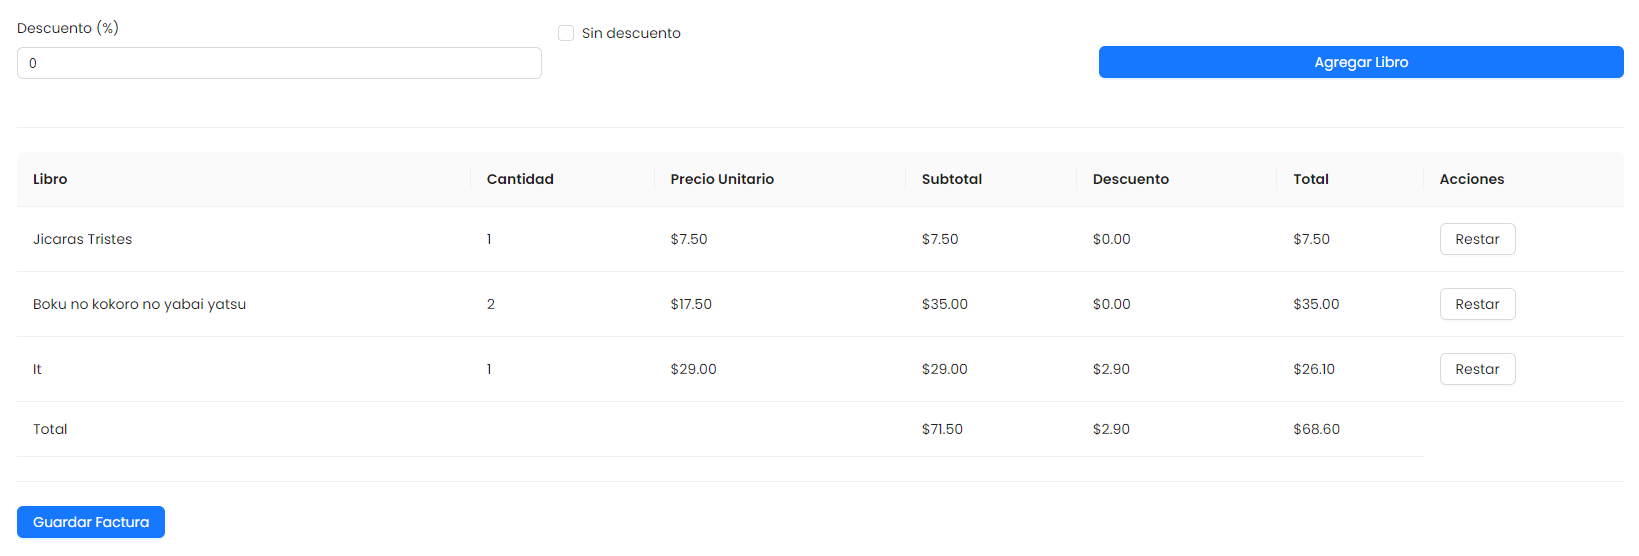 Descuento (%)
Sin descuento
0
Agregar Libro
Libro Cantidad Precio Unitario Subtotal Descuento Total Acciones
Jicaras Tristes 1 $7.50 $7.50 $0.00 $7.50 Restar
Boku no kokoro no yabai yatsu 2 $17.50 $35.00 $0.00 $35.00 Restar
It 1 $29.00 $29.00 $2.90 $26.10 Restar
Total $71.50 $2.90 $68.60
Guardar Factura